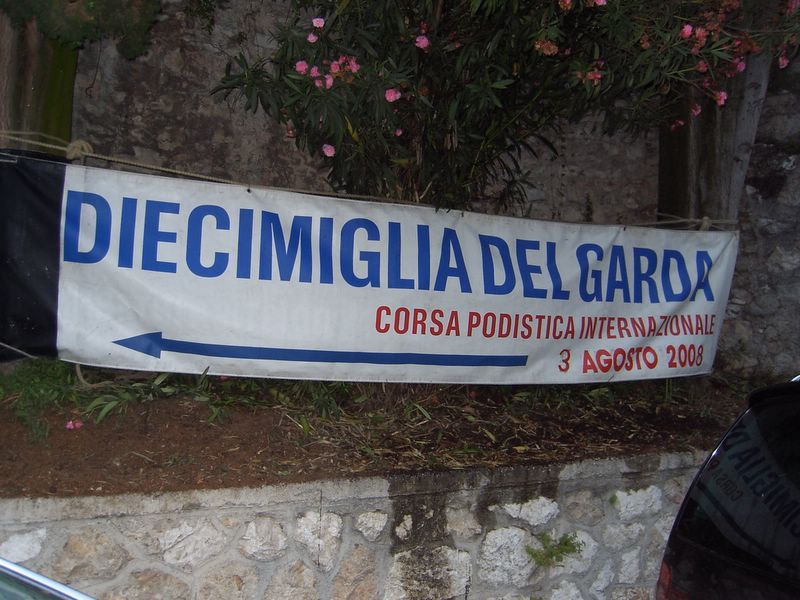 DIECIMIGLIA DEL GARDA
CORSA PODISTICA INTERNAZIONALE
3 AGOSTO 2008